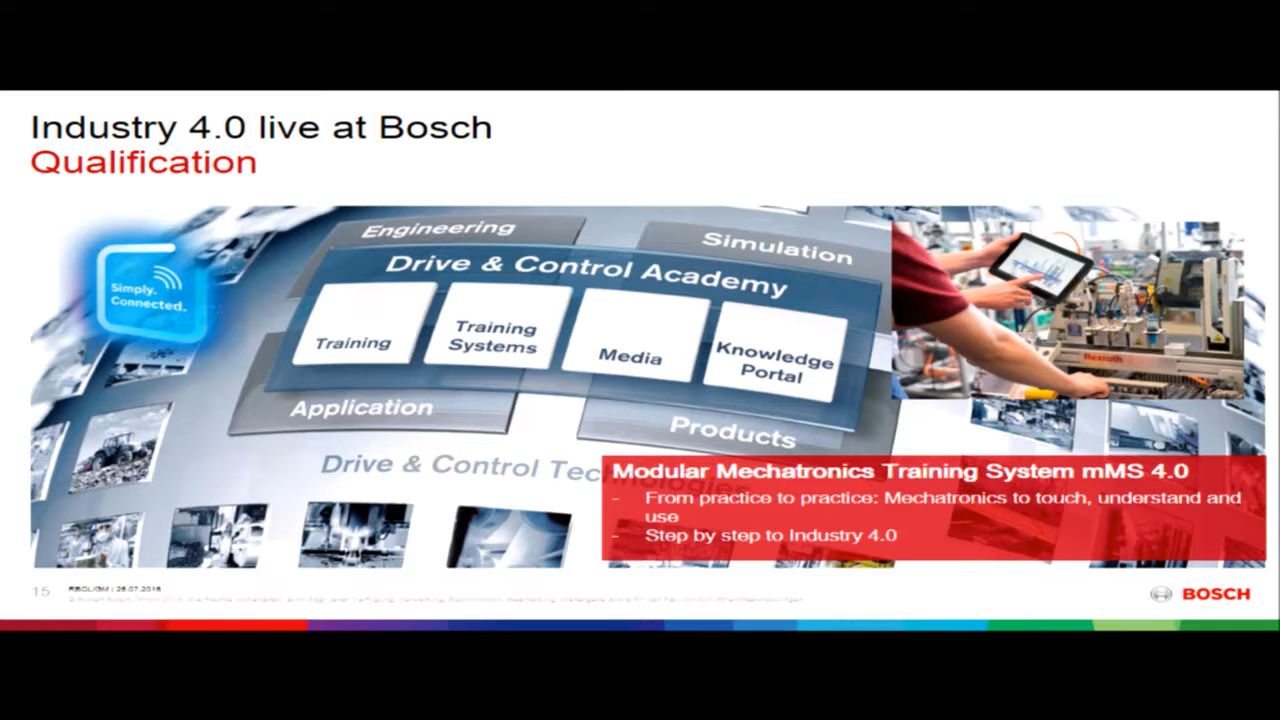 Industry 4.0 live at Bosch
Qualification
Simply.
Connected.
Engineering
Simulation
Drive & Control Academy
Training
Training
Systems
Media
Knowledge
Portal
Rexroth
Application
Products
Drive & Control Technologies
Modular Mechatronics Training System mMS 4.0
- From practice to practice: Mechatronics to touch, understand and
use
- Step by step to Industry 4.0
15
26.07.2016
BOSCH